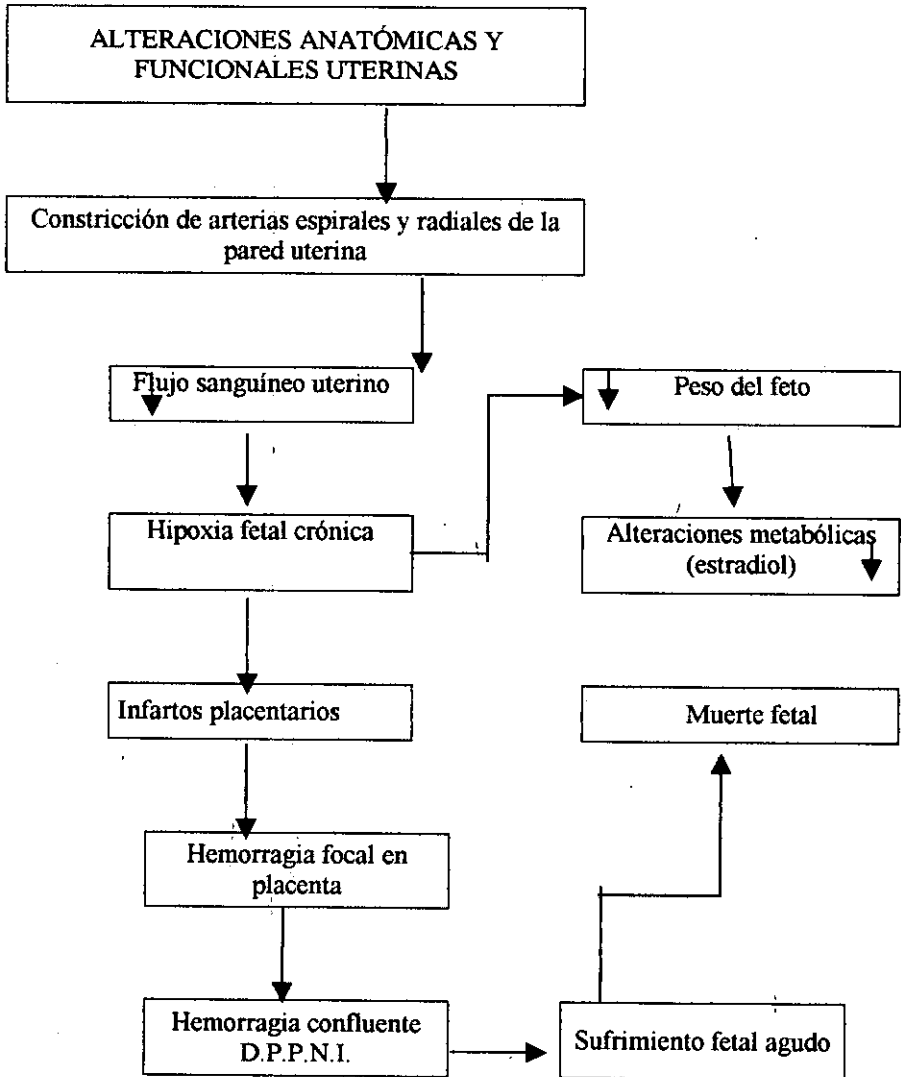 ALTERACIONES ANATÓMICAS Y
FUNCIONALES UTERINAS
Constricción de arterias espirales y radiales de la
pared uterina
Flujo sanguíneo uterino
Peso del feto
Hipoxia fetal crónica
Alteraciones metabólicas
(estradiol)
Infartos placentarios
Muerte fetal
Hemorragia focal en
placenta
Hemorragia confluente
D.P.P.N.I.
Sufrimiento fetal agudo